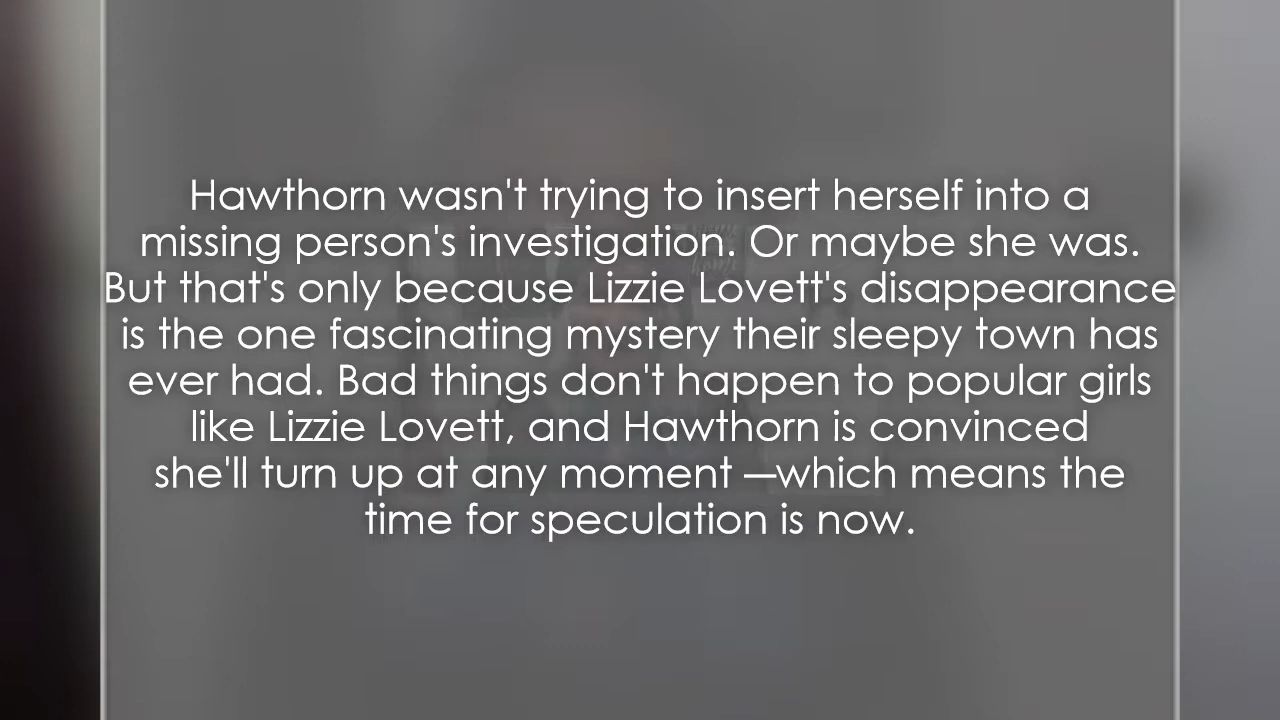 Hawthorn wasn't trying to insert herself into a
missing person's investigation. Or maybe she was.
But that's only because Lizzie Lovett's disappearance
is the one fascinating mystery their sleepy town has
ever had. Bad things don't happen to popular girls
like Lizzie Lovett, and Hawthorn is convinced
she'll turn up at any moment —which means the
time for speculation is now.